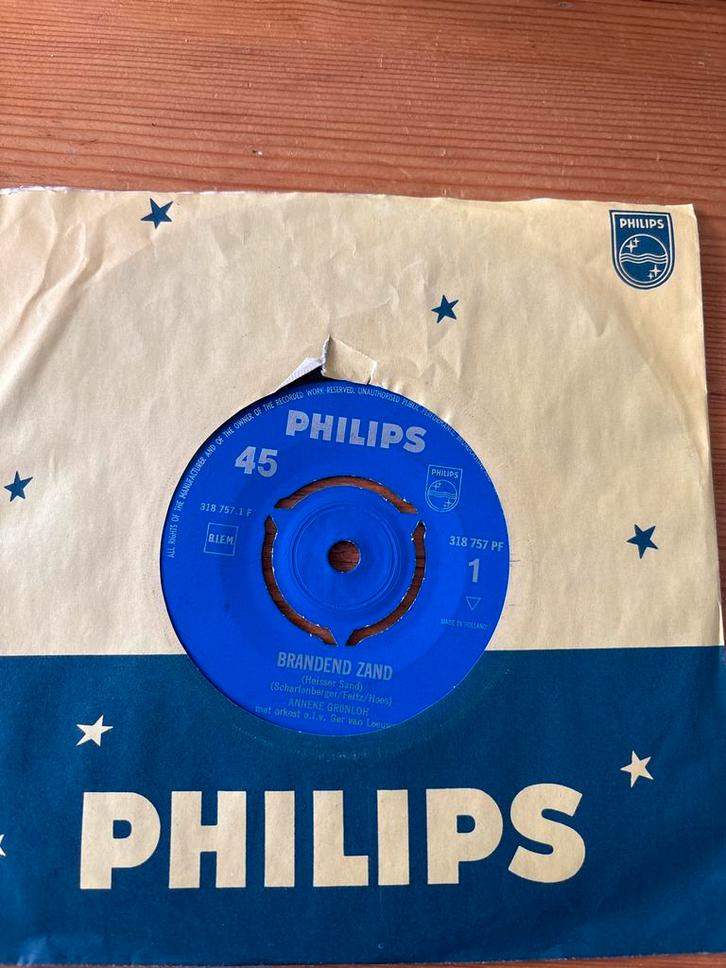 PHILIPS
ALL RIGHTS OF THE MANUFACTURER AND OF THE OWNER OF THE RECORDED WORK RESERVED. UNAUTHORISED PUBLIC
PHILIPS
45
PHILIPS
318 757.1 F
B.I.E.M.
318 757 PF
1
MADE IN HOLLAND
BRANDEND ZAND
(Heisser Sand)
(Scharfenberger/Feltz/Hoes)
ANNEKE GRÖNLOH
met orkest o.l.v. Ger van Leeuw
PHILIPS